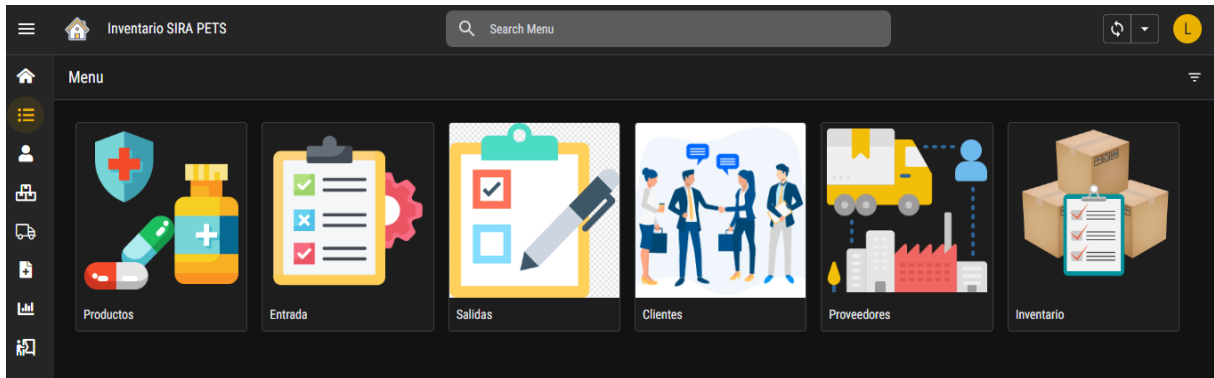 Inventario SIRA PETS
Search Menu
L
Menu
Productos
Entrada
Salidas
Clientes
Proveedores
Inventario